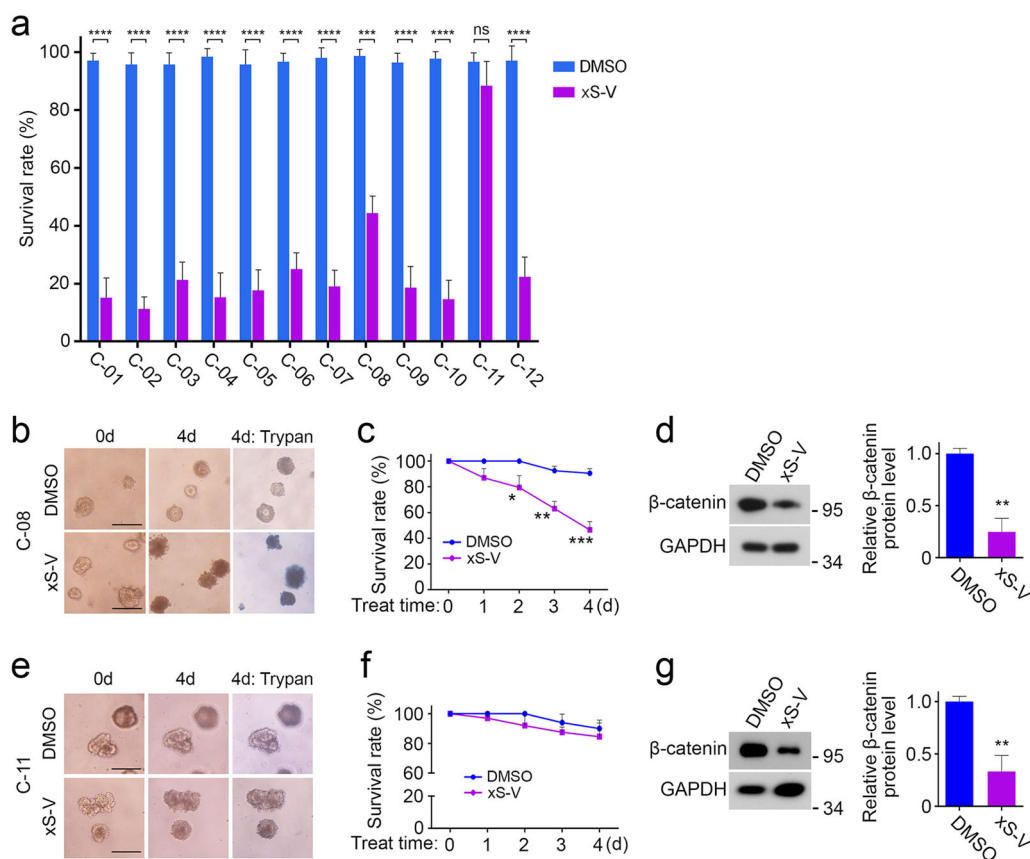 a
**** **** **** **** **** **** **** *** **** **** ns ****
DMSO
xS-V
Survival rate (%)
100
80
60
40
20
0
C-01 C-02 C-03 C-04 C-05 C-06 C-07 C-08 C-09 C-10 C-11 C-12
b
0d 4d 4d: Trypan
C-08
DMSO
xS-V
c
Survival rate (%)
100
80
60
40
80
60
40
20
0
*
**
***
DMSO
xS-V
Treat time: 0 1 2 3 4 (d)
d
DMSO xS-V
β-catenin
- 95
GAPDH
- 34
Relative β-catenin
protein level
1.0
0.5
0
**
DMSO
xS-V
e
0d 4d 4d: Trypan
C-11
DMSO
xS-V
f
Survival rate (%)
100
80
60
20
0
DMSO
xS-V
Treat time: 0 1 2 3 4 (d)
g
DMSO xS-V
β-catenin
- 95
GAPDH
- 34
Relative β-catenin
protein level
1.0
0.5
0
**
DMSO
xS-V